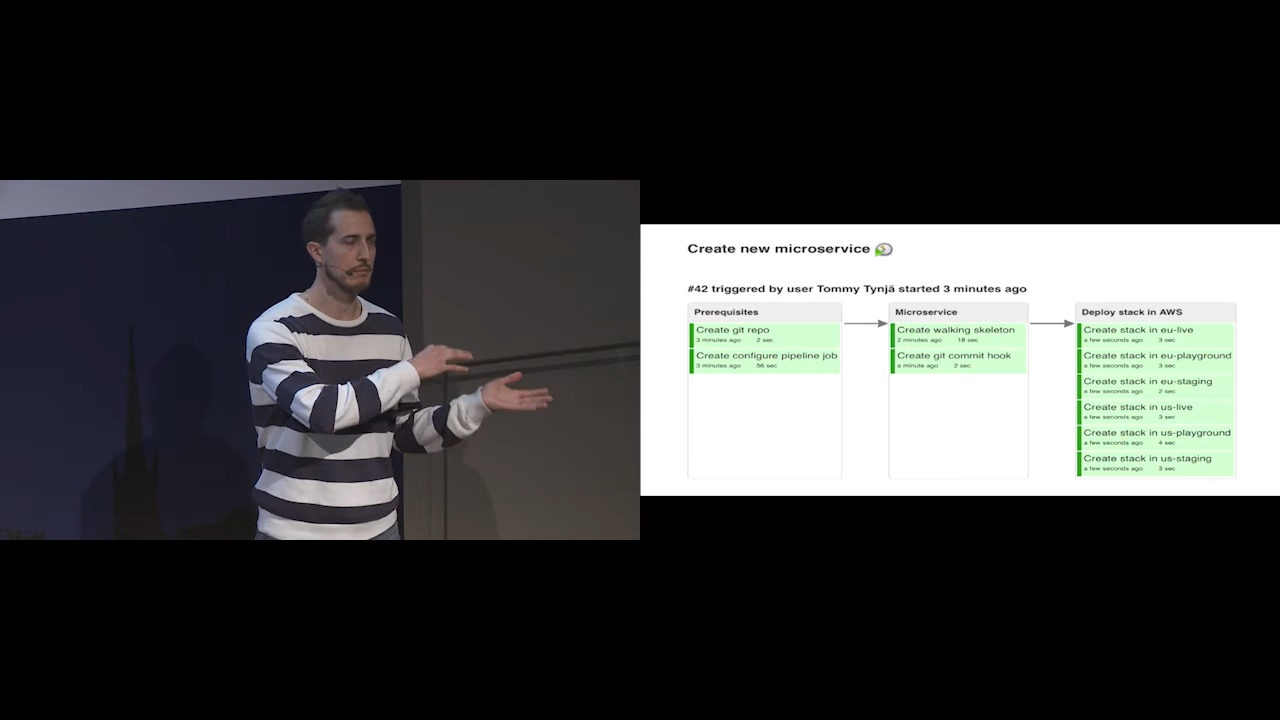 Create new microservice
#42 triggered by user Tommy Tynjä started 3 minutes ago
Prerequisites
Create git repo
3 minutes ago 2 sec
Create configure pipeline job
3 minutes ago 56 sec
Microservice
Create walking skeleton
2 minutes ago 18 sec
Create git commit hook
a minute ago 2 sec
Deploy stack in AWS
Create stack in eu-live
a few seconds ago 3 sec
Create stack in eu-playground
a few seconds ago 3 sec
Create stack in eu-staging
a few seconds ago 2 sec
Create stack in us-live
a few seconds ago 3 sec
Create stack in us-playground
a few seconds ago 4 sec
Create stack in us-staging
a few seconds ago 3 sec